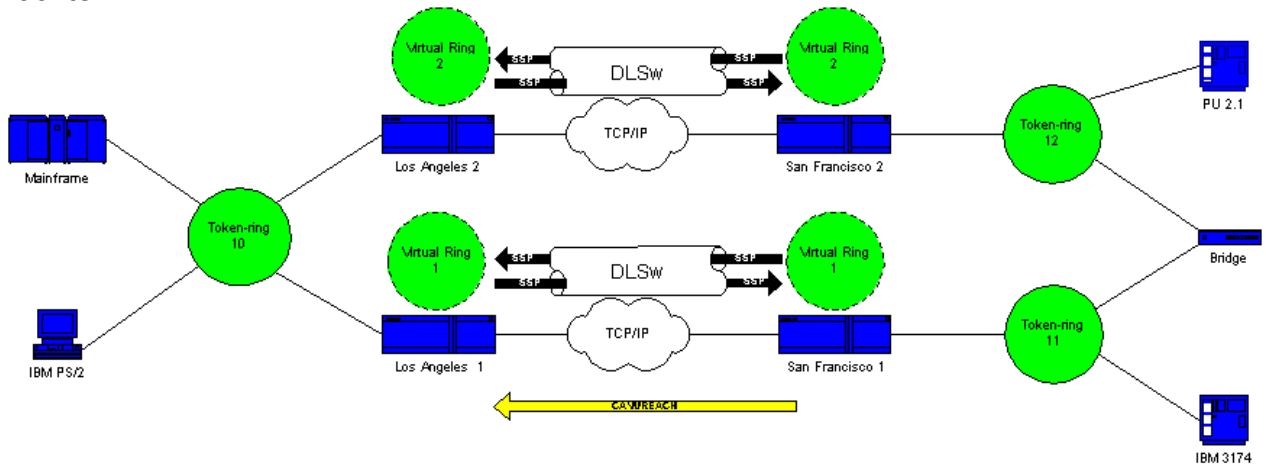 Virtual Ring
2
SSP
SSP
DLSw
SSP
SSP
Virtual Ring
2
PU 2.1
Mainframe
Los Angeles 2
TCP/IP
San Francisco 2
Token-ring
12
Token-ring
10
Virtual Ring
1
SSP
SSP
DLSw
SSP
SSP
Virtual Ring
1
Bridge
IBM PS/2
Los Angeles 1
TCP/IP
San Francisco 1
Token-ring
11
CANUREACH
IBM 3174